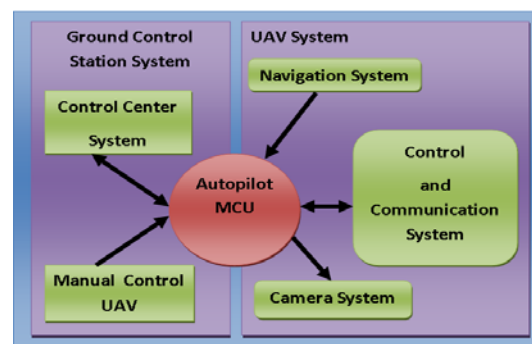 Ground Control
Station System
Control Center
System
Manual Control
UAV
Autopilot
MCU
UAV System
Navigation System
Control
and
Communication
System
Camera System